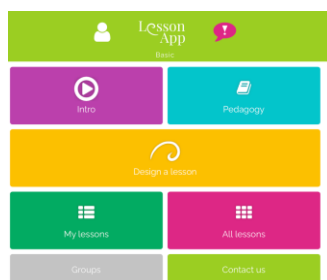 Lesson
App
Basic
Intro
Pedagogy
Design a lesson
My lessons
All lessons
Groups
Contact us